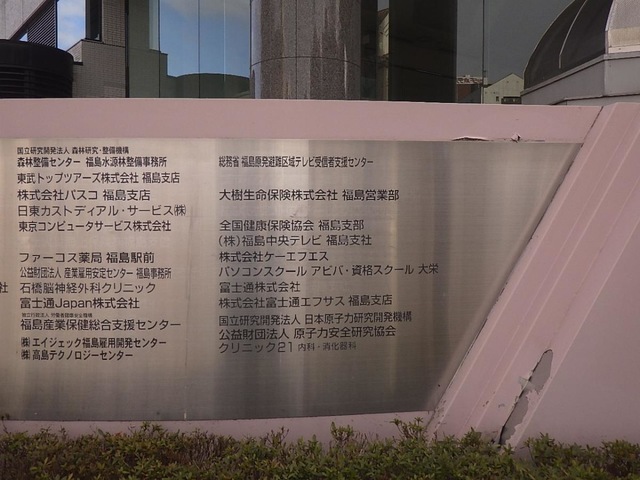 国立研究開発法人 森林研究・整備機構
森林整備センター 福島水源林整備事務所
東武トップツアーズ株式会社 福島支店
株式会社パスコ 福島支店
日東カストディアル・サービス㈱
東京コンピュータサービス株式会社
ファーコス薬局 福島駅前
公益財団法人 産業雇用安定センター 福島事務所
社 石橋脳神経外科クリニック
富士通Japan株式会社
独立行政法人 労働者健康安全機構
福島産業保健総合支援センター
㈱ エイジェック福島雇用開発センター
㈱ 高島テクノロジーセンター
総務省 福島原発避難区域テレビ受信者支援センター
大樹生命保険株式会社 福島営業部
全国健康保険協会 福島支部
(株)福島中央テレビ 福島支社
株式会社ケーエフエス
パソコンスクール アビバ・資格スクール 大栄
富士通株式会社
株式会社富士通エフサス 福島支店
国立研究開発法人 日本原子力研究開発機構
公益財団法人 原子力安全研究協会
クリニック21 内科・消化器科